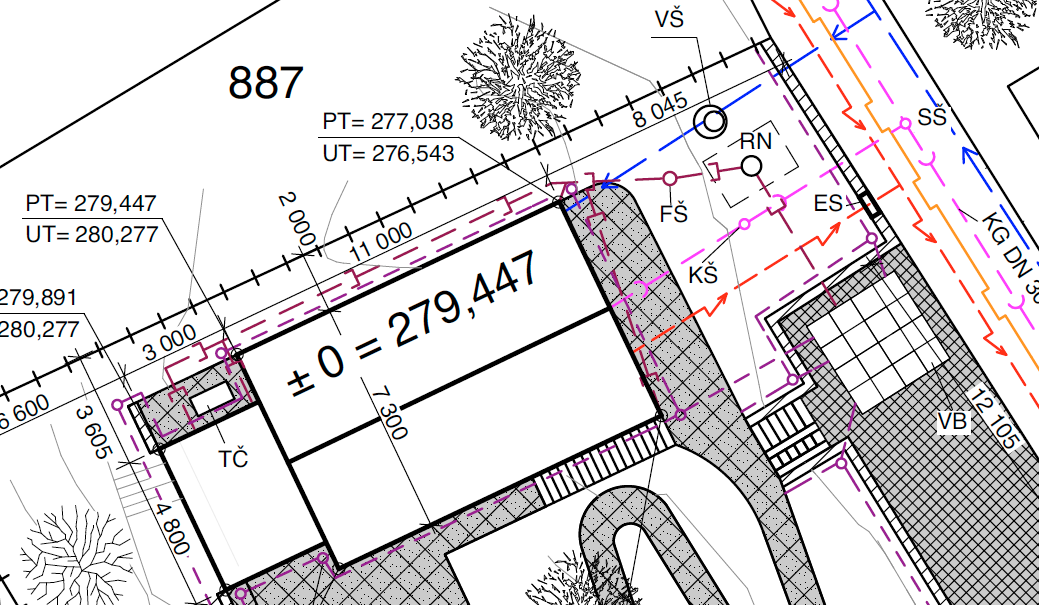 VŠ
887
8 045
PT= 277,038
UT= 276,543
SŠ
RN
PT= 279,447
UT= 280,277
2 000
11 000
ES
FŠ
KG DN
KŠ
279,891
280,277
± 0 = 279,447
3 000
6 600
3 605
7 300
12 105
VB
TČ
4 800